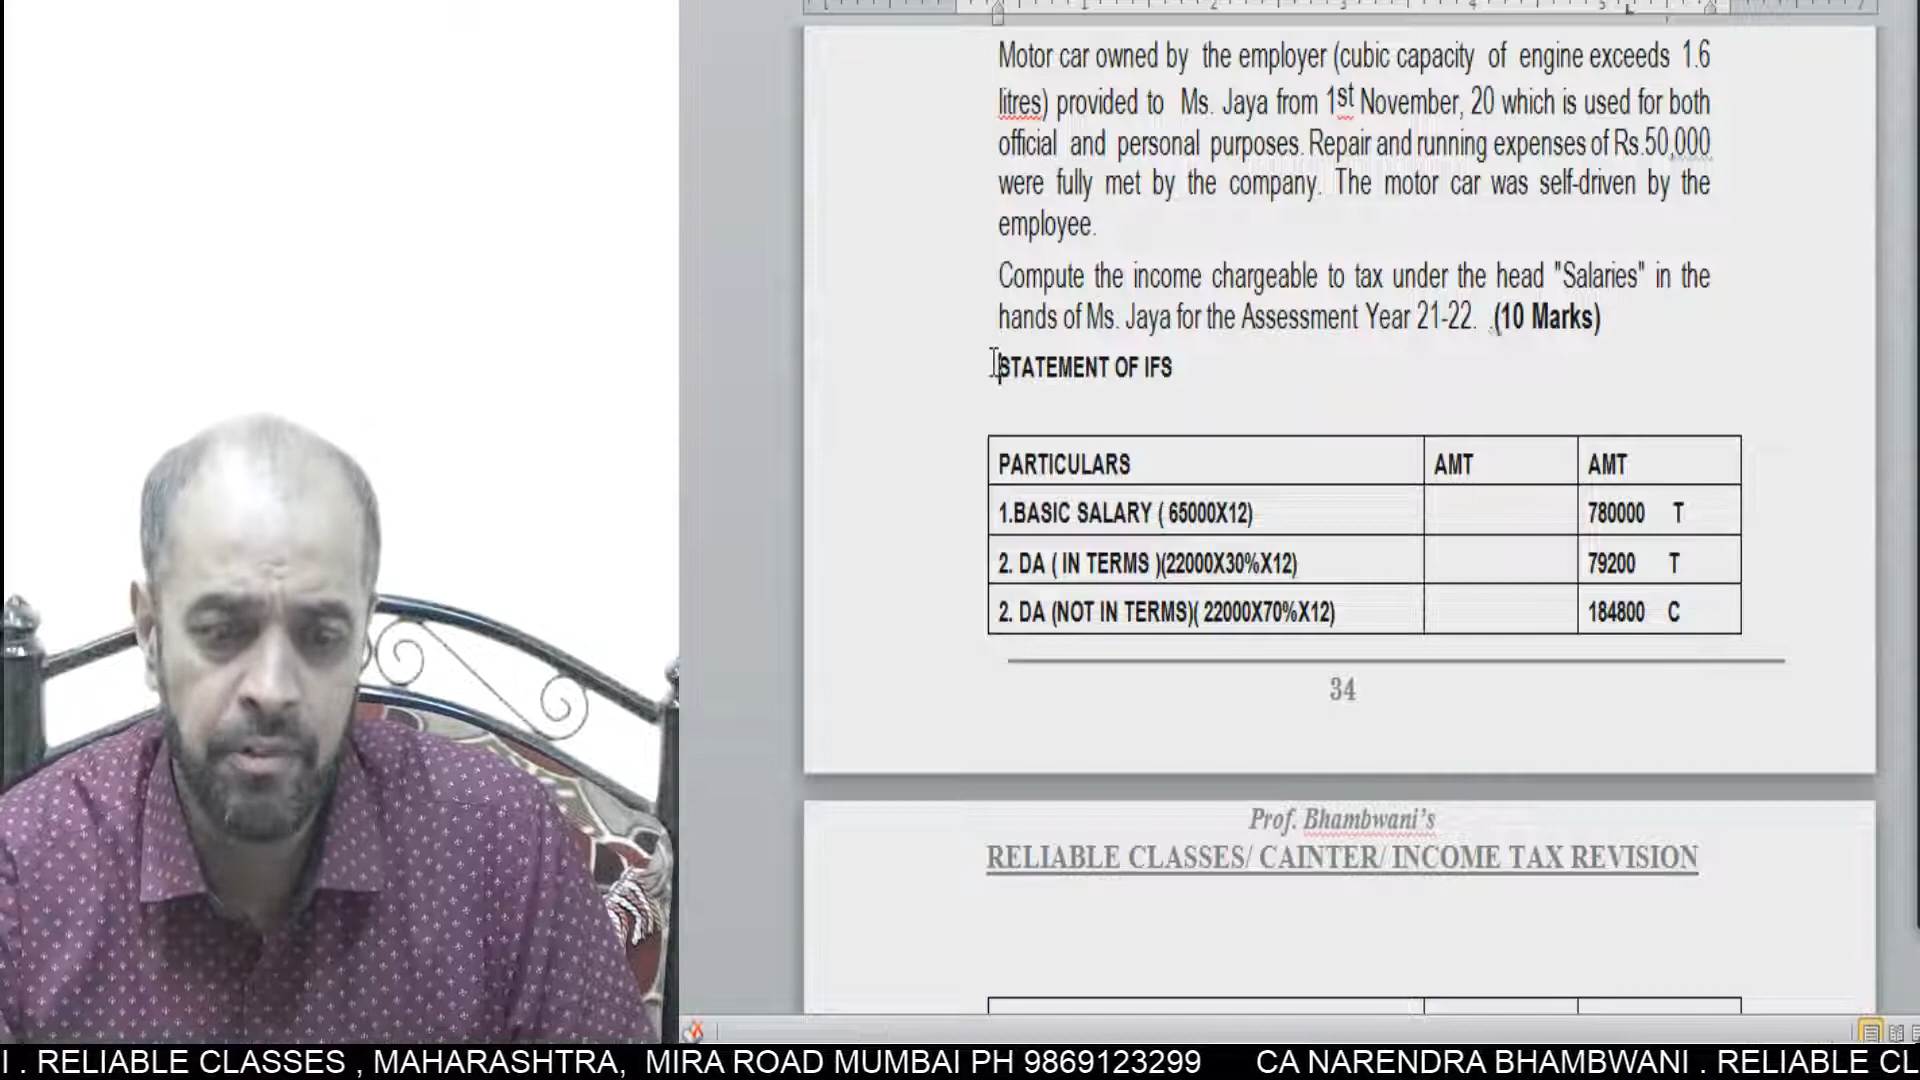 Motor car owned by the employer (cubic capacity of engine exceeds 1.6
litres) provided to Ms. Jaya from 1st November, 20 which is used for both
official and personal purposes. Repair and running expenses of Rs.50,000
were fully met by the company. The motor car was self-driven by the
employee.
Compute the income chargeable to tax under the head "Salaries" in the
hands of Ms. Jaya for the Assessment Year 21-22. .(10 Marks)
STATEMENT OF IFS
PARTICULARS AMT AMT
1.BASIC SALARY ( 65000X12) 780000 T
2. DA ( IN TERMS )(22000X30%X12) 79200 T
2. DA (NOT IN TERMS)( 22000X70%X12) 184800 C
34
Prof. Bhambwani's
RELIABLE CLASSES/ CAINTER/ INCOME TAX REVISION
I . RELIABLE CLASSES , MAHARASHTRA, MIRA ROAD MUMBAI PH 9869123299 CA NARENDRA BHAMBWANI . RELIABLE CL